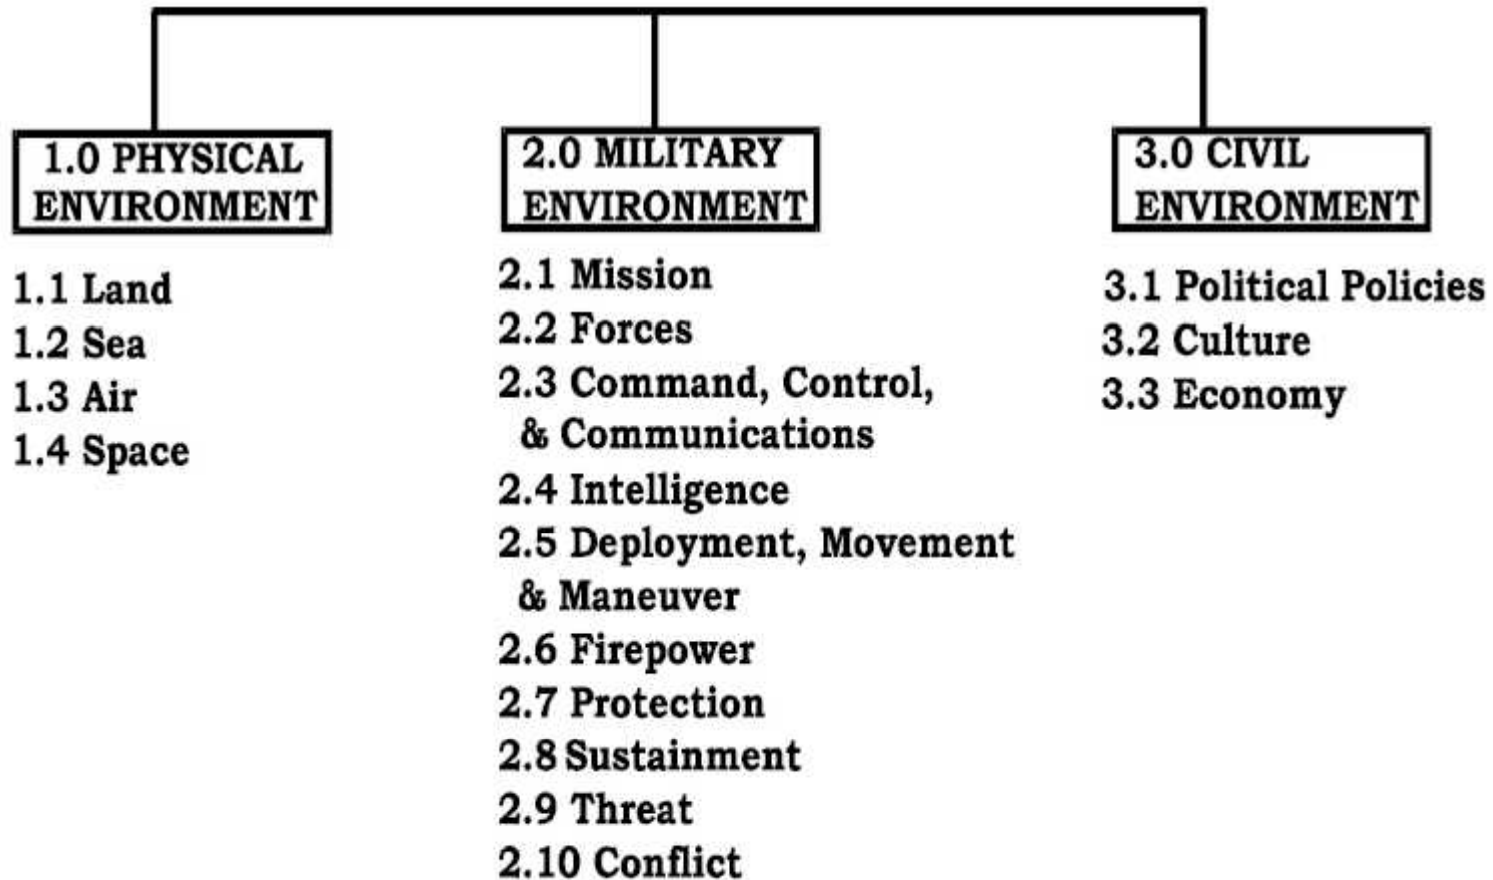 1.0 PHYSICAL
ENVIRONMENT
1.1 Land
1.2 Sea
1.3 Air
1.4 Space
2.0 MILITARY
ENVIRONMENT
2.1 Mission
2.2 Forces
2.3 Command, Control,
& Communications
2.4 Intelligence
2.5 Deployment, Movement
& Maneuver
2.6 Firepower
2.7 Protection
2.8 Sustainment
2.9 Threat
2.10 Conflict
3.0 CIVIL
ENVIRONMENT
3.1 Political Policies
3.2 Culture
3.3 Economy